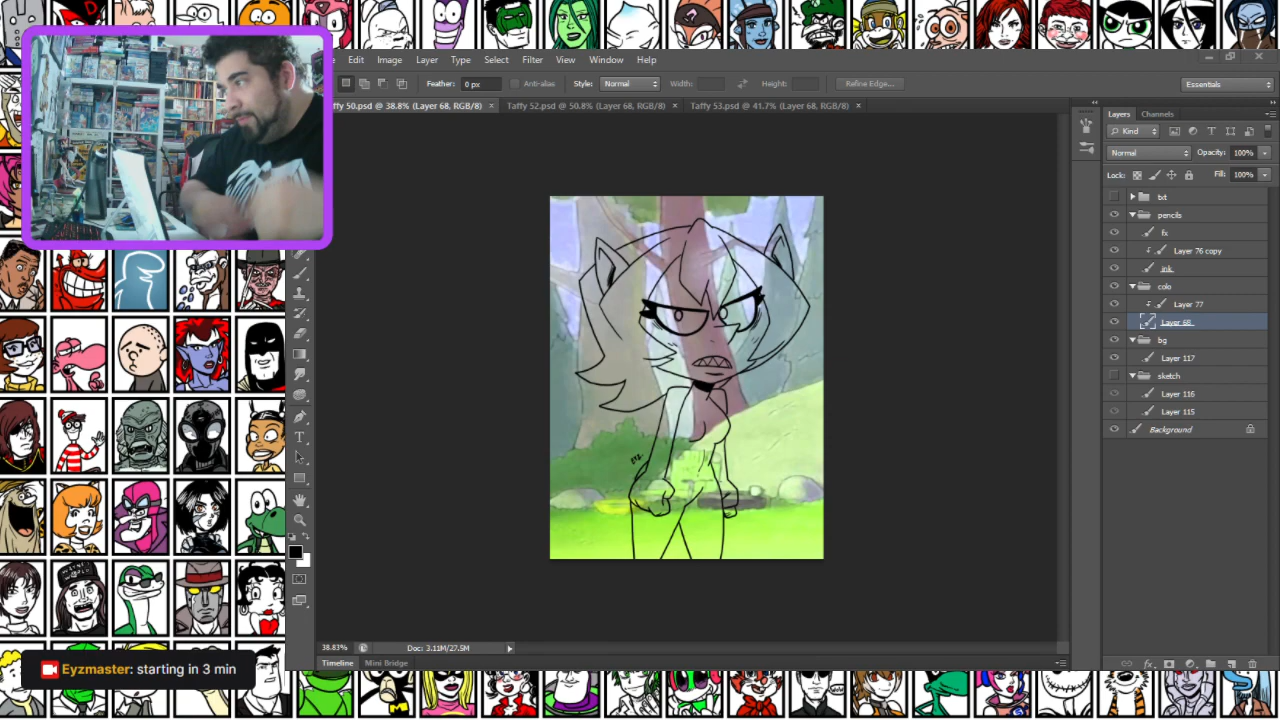 Edit Image Layer Type Select Filter View Window Help
Feather: 0 px Anti-alias Style: Normal Width: Height: Refine Edge... Essentials
ffy 50.psd @ 38.8% (Layer 68, RGB/8) × Taffy 52.psd @ 50.8% (Layer 68, RGB/8) × Taffy 53.psd @ 41.7% (Layer 68, RGB/8) ×
Layers Channels
Kind
Normal Opacity: 100%
Lock: Fill: 100%
txt
pencils
fx
Layer 76 copy
ink
colo
Layer 77
Layer 68
bg
Layer 117
sketch
Layer 116
Layer 115
Background
38.83% Doc: 3.11M/27.5M
Timeline Mini Bridge
Eyzmaster: starting in 3 min